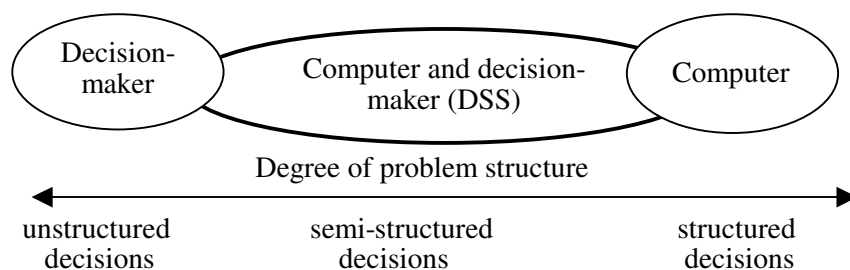 Decision-
maker
Computer and decision-
maker (DSS)
Computer
Degree of problem structure
unstructured
decisions
semi-structured
decisions
structured
decisions